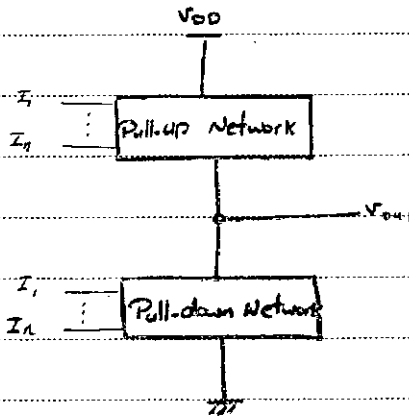 VDD
I1
Pull-up Network
In
Vout
I1
Pull-down Network
In